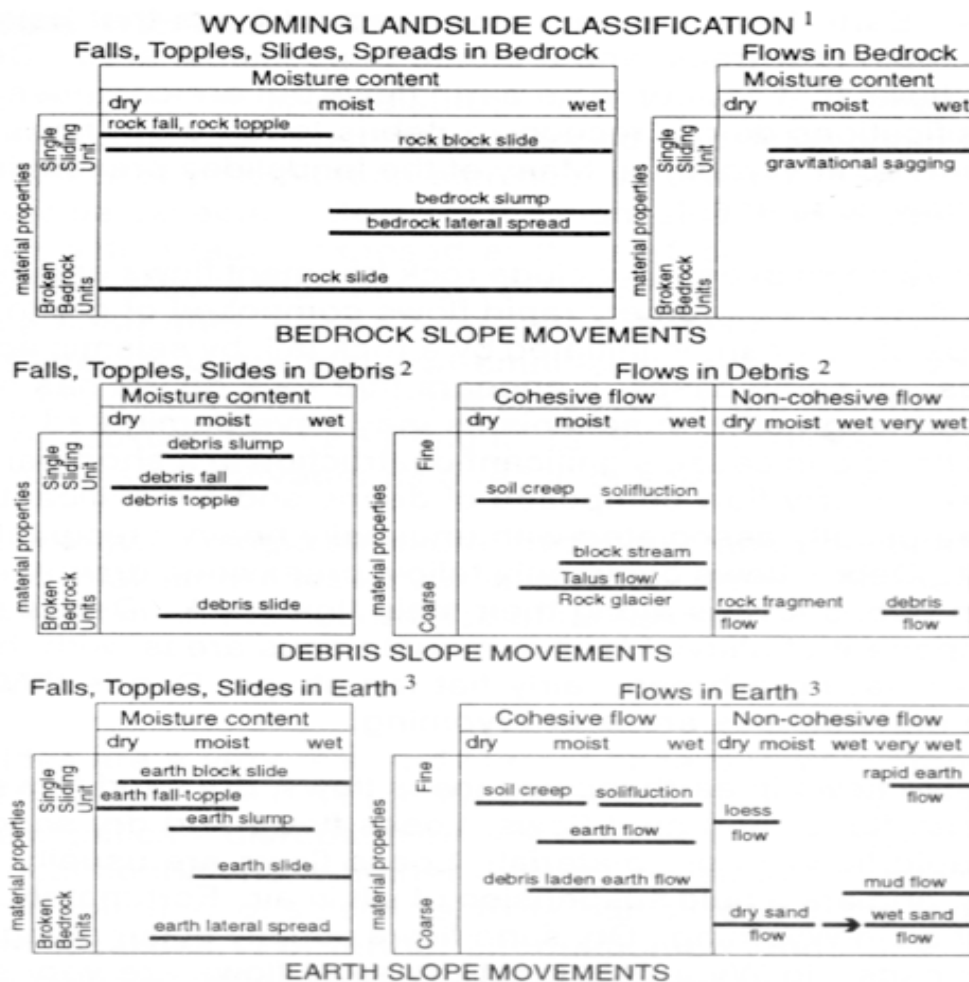 WYOMING LANDSLIDE CLASSIFICATION 1
Falls, Topples, Slides, Spreads in Bedrock
Flows in Bedrock
Moisture content
dry moist wet
Moisture content
dry moist wet
material properties
Single Sliding Unit
Broken Bedrock Units
rock fall, rock topple
rock block slide
bedrock slump
bedrock lateral spread
rock slide
material properties
Single Sliding Unit
Broken Bedrock Units
gravitational sagging
BEDROCK SLOPE MOVEMENTS
Falls, Topples, Slides in Debris 2
Flows in Debris 2
Moisture content
dry moist wet
Cohesive flow
Non-cohesive flow
dry moist wet
dry moist wet very wet
material properties
Single Sliding Unit
Broken Bedrock Units
debris slump
debris fall
debris topple
debris slide
material properties
Fine
Coarse
soil creep
solifluction
block stream
Talus flow/
Rock glacier
rock fragment
flow
debris
flow
DEBRIS SLOPE MOVEMENTS
Falls, Topples, Slides in Earth 3
Flows in Earth 3
Moisture content
dry moist wet
Cohesive flow
Non-cohesive flow
dry moist wet
dry moist wet very wet
material properties
Single Sliding Unit
Broken Bedrock Units
earth block slide
earth fall-topple
earth slump
earth slide
earth lateral spread
material properties
Fine
Coarse
soil creep
solifluction
earth flow
debris laden earth flow
rapid earth
flow
loess
flow
mud flow
dry sand
flow
wet sand
flow
EARTH SLOPE MOVEMENTS